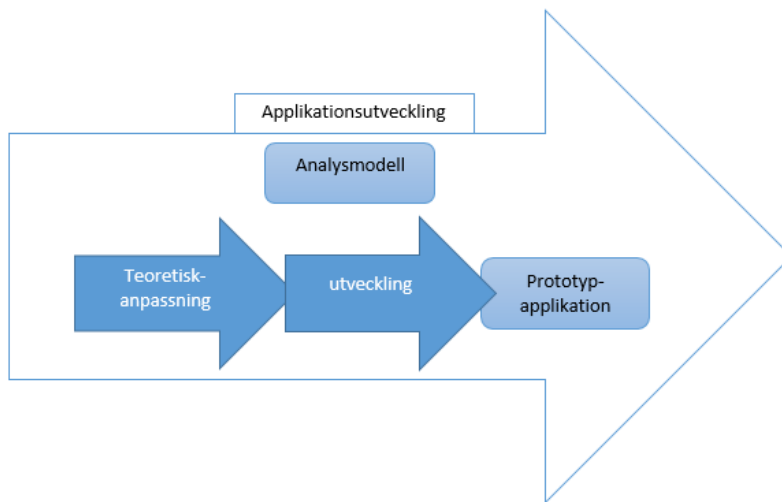 Applikationsutveckling
Analysmodell
Teoretisk-
anpassning
utveckling
Prototyp-
applikation